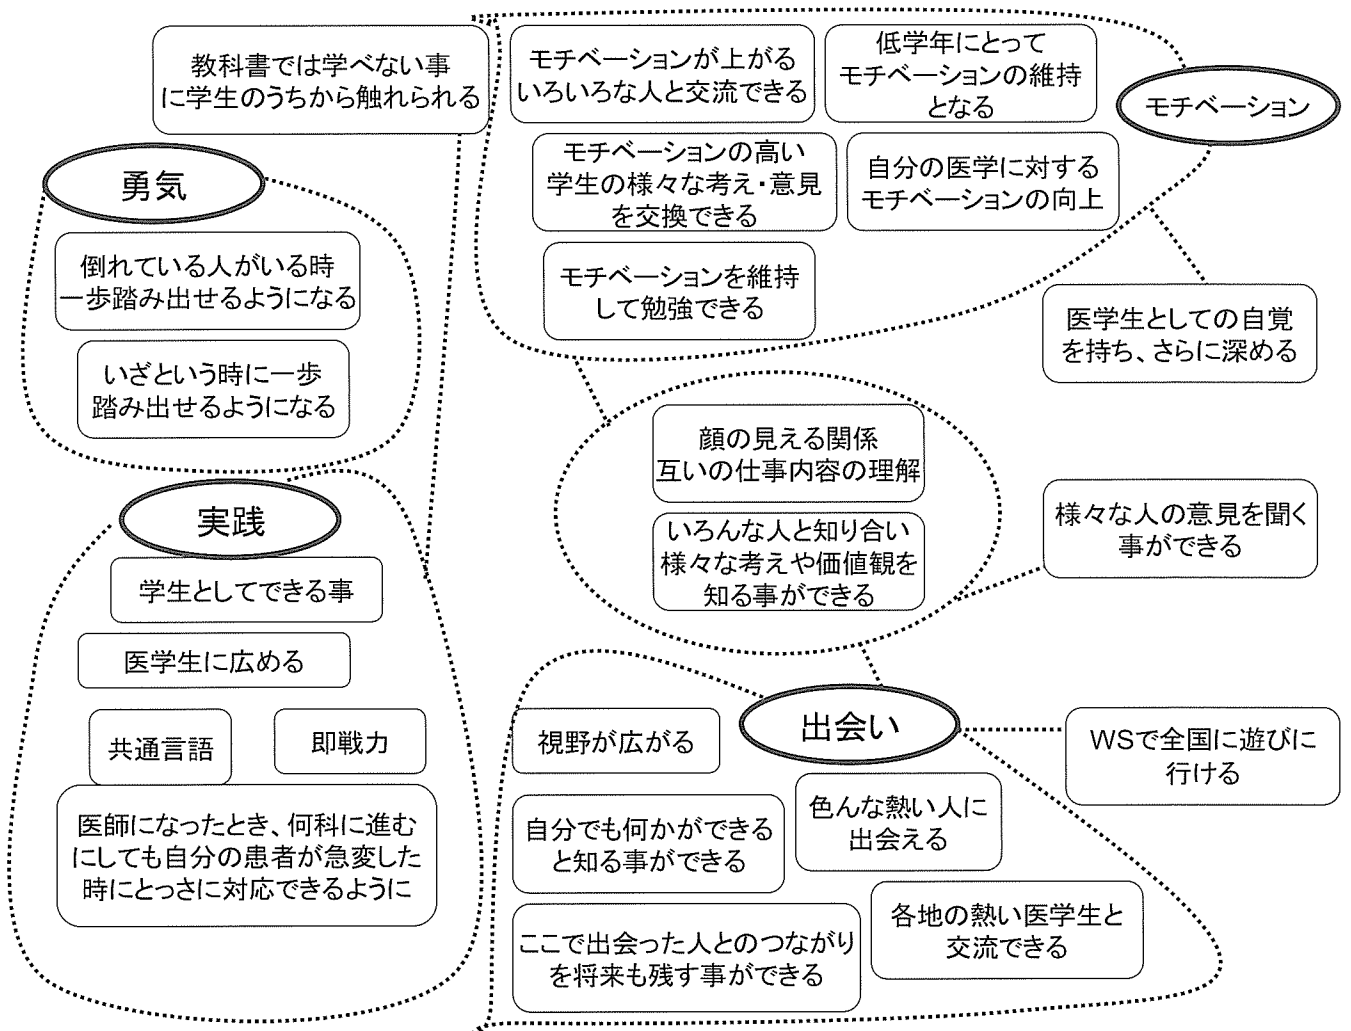 教科書では学べない事
に学生のうちから触れられる
モチベーションが上がる
いろいろな人と交流できる
低学年にとって
モチベーションの維持
となる
モチベーション
モチベーションの高い
学生の様々な考え・意見
を交換できる
自分の医学に対する
モチベーションの向上
モチベーションを維持
して勉強できる
医学生としての自覚
を持ち、さらに深める
勇気
倒れている人がいる時
一歩踏み出せるようになる
いざという時に一歩
踏み出せるようになる
顔の見える関係
互いの仕事内容の理解
いろんな人と知り合い
様々な考えや価値観を
知る事ができる
様々な人の意見を聞く
事ができる
実践
学生としてできる事
医学生に広める
共通言語
即戦力
医師になったとき、何科に進む
にしても自分の患者が急変した
時にとっさに対応できるように
出会い
視野が広がる
WSで全国に遊びに
行ける
色んな熱い人に
出会える
自分でも何かができる
と知る事ができる
各地の熱い医学生と
交流できる
ここで出会った人とのつながり
を将来も残す事ができる